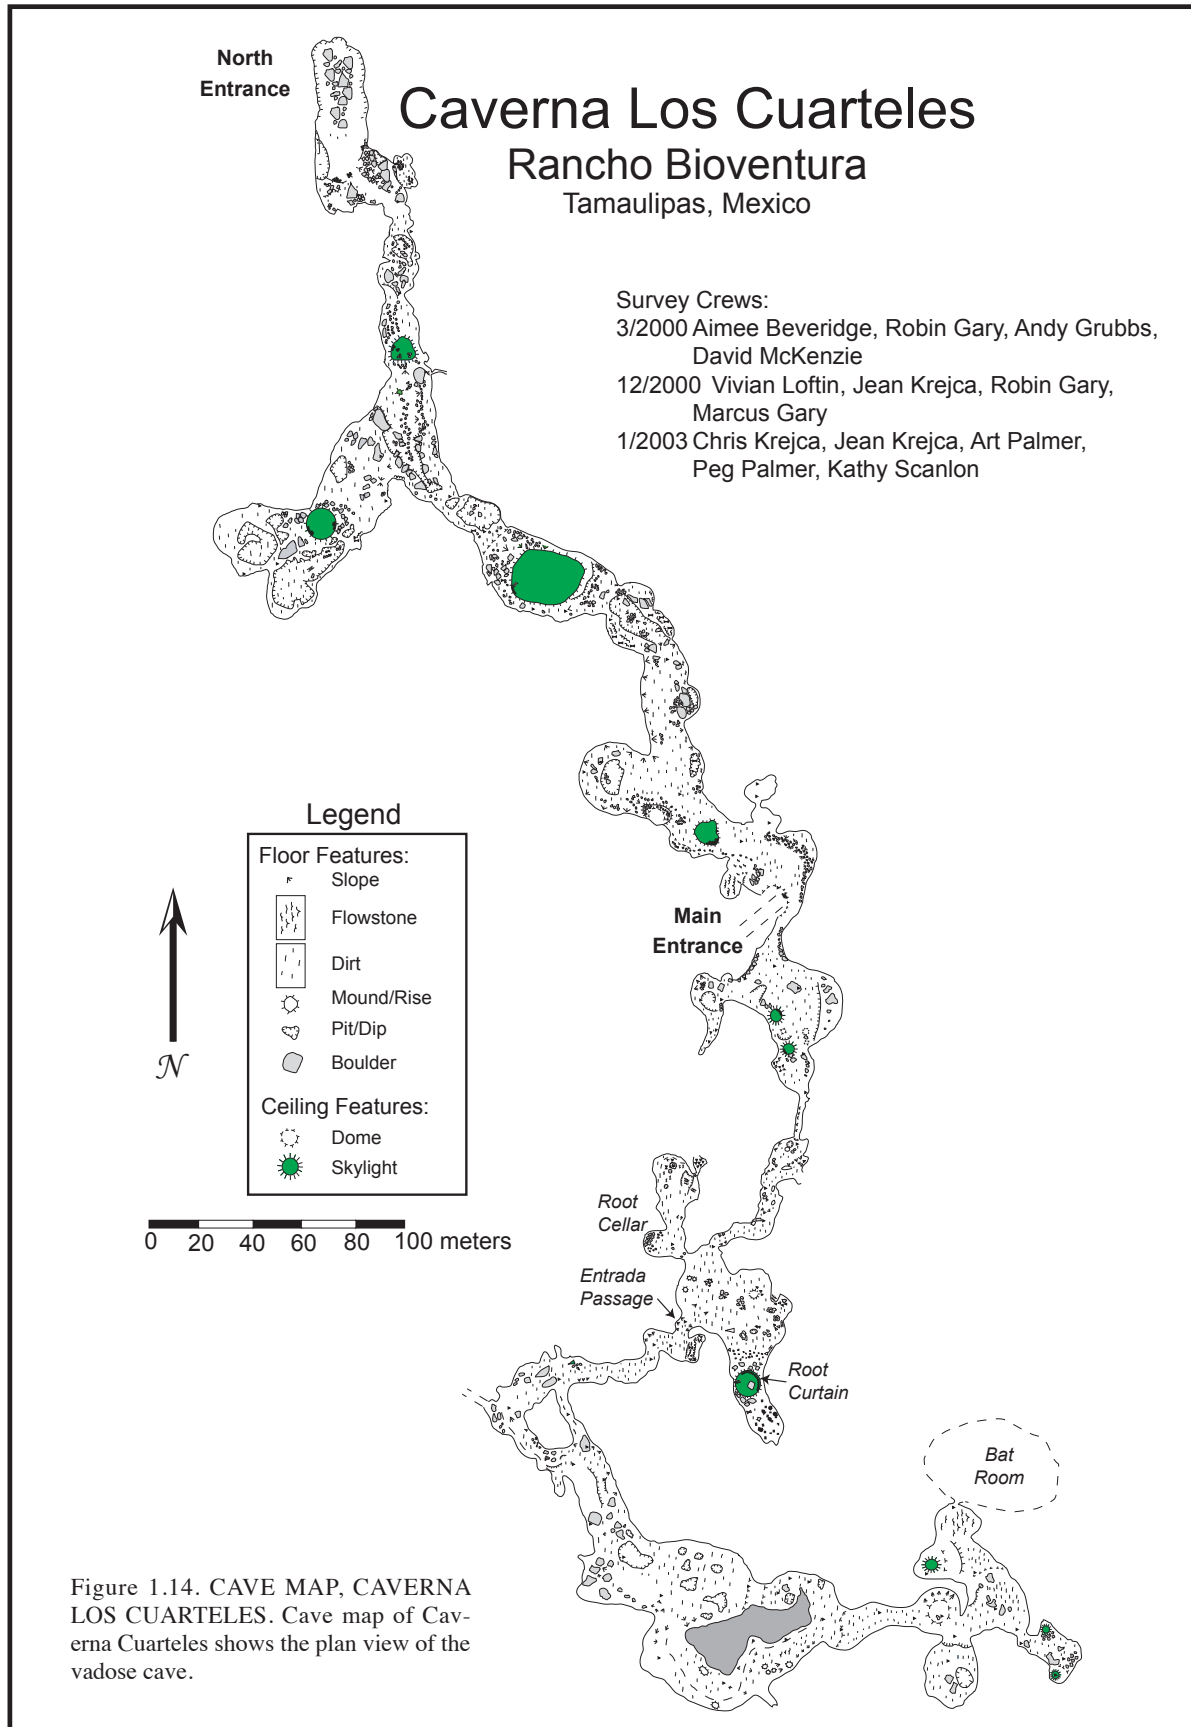 North
Entrance
Caverna Los Cuarteles
Rancho Bioventura
Tamaulipas, Mexico
Survey Crews:
3/2000 Aimee Beveridge, Robin Gary, Andy Grubbs,
David McKenzie
12/2000 Vivian Loftin, Jean Krejca, Robin Gary,
Marcus Gary
1/2003 Chris Krejca, Jean Krejca, Art Palmer,
Peg Palmer, Kathy Scanlon
Legend
Floor Features:
Slope
Flowstone
Dirt
Mound/Rise
Pit/Dip
Boulder
Ceiling Features:
Dome
Skylight
N
0 20 40 60 80 100 meters
Main
Entrance
Root
Cellar
Entrada
Passage
Root
Curtain
Bat
Room
Figure 1.14. CAVE MAP, CAVERNA
LOS CUARTELES. Cave map of Cav-
erna Cuarteles shows the plan view of the
vadose cave.